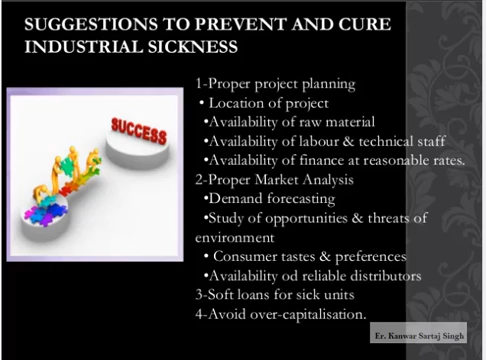 SUGGESTIONS TO PREVENT AND CURE
INDUSTRIAL SICKNESS
SUCCESS
1-Proper project planning
• Location of project
•Availability of raw material
•Availability of labour & technical staff
•Availability of finance at reasonable rates.
2-Proper Market Analysis
•Demand forecasting
•Study of opportunities & threats of
environment
• Consumer tastes & preferences
•Availability od reliable distributors
3-Soft loans for sick units
4-Avoid over-capitalisation.
Er. Kanwar Sartaj Singh